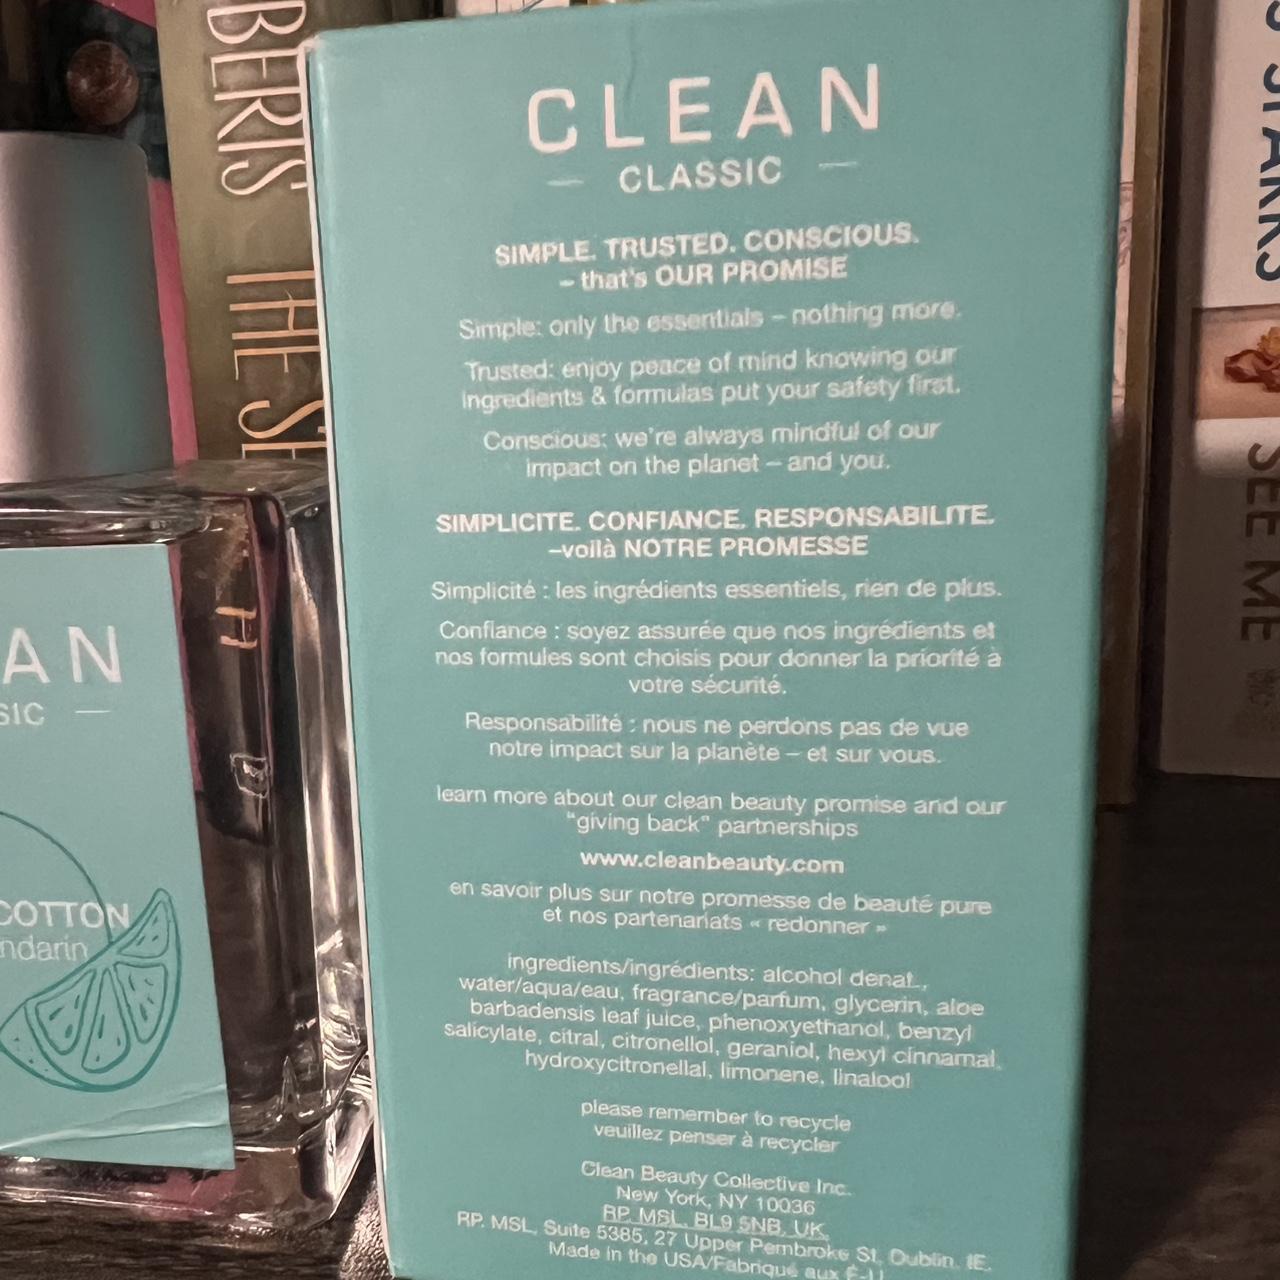 BERTS THE SE
CLEAN
— CLASSIC —
SIMPLE. TRUSTED. CONSCIOUS.
– that's OUR PROMISE
Simple: only the essentials – nothing more.
Trusted: enjoy peace of mind knowing our
ingredients & formulas put your safety first.
Conscious: we're always mindful of our
impact on the planet – and you.
SIMPLICITE. CONFIANCE. RESPONSABILITE.
–voilà NOTRE PROMESSE
Simplicité : les ingrédients essentiels, rien de plus.
Confiance : soyez assurée que nos ingrédients et
nos formules sont choisis pour donner la priorité à
votre sécurité.
Responsabilité : nous ne perdons pas de vue
notre impact sur la planète – et sur vous.
learn more about our clean beauty promise and our
"giving back" partnerships
www.cleanbeauty.com
en savoir plus sur notre promesse de beauté pure
et nos partenariats « redonner »
ingredients/ingrédients: alcohol denat.,
water/aqua/eau, fragrance/parfum, glycerin, aloe
barbadensis leaf juice, phenoxyethanol, benzyl
salicylate, citral, citronellol, geraniol, hexyl cinnamal,
hydroxycitronellal, limonene, linalool
please remember to recycle
veuillez penser à recycler
Clean Beauty Collective Inc.
New York, NY 10036
RP. MSL, BL9 5NB, UK,
RP. MSL, Suite 5385, 27 Upper Pembroke St, Dublin. IE.
Made in the USA/Fabriqué aux É-U
AN
SIC —
COTTON
ndarin
S SPARKS
SEE ME